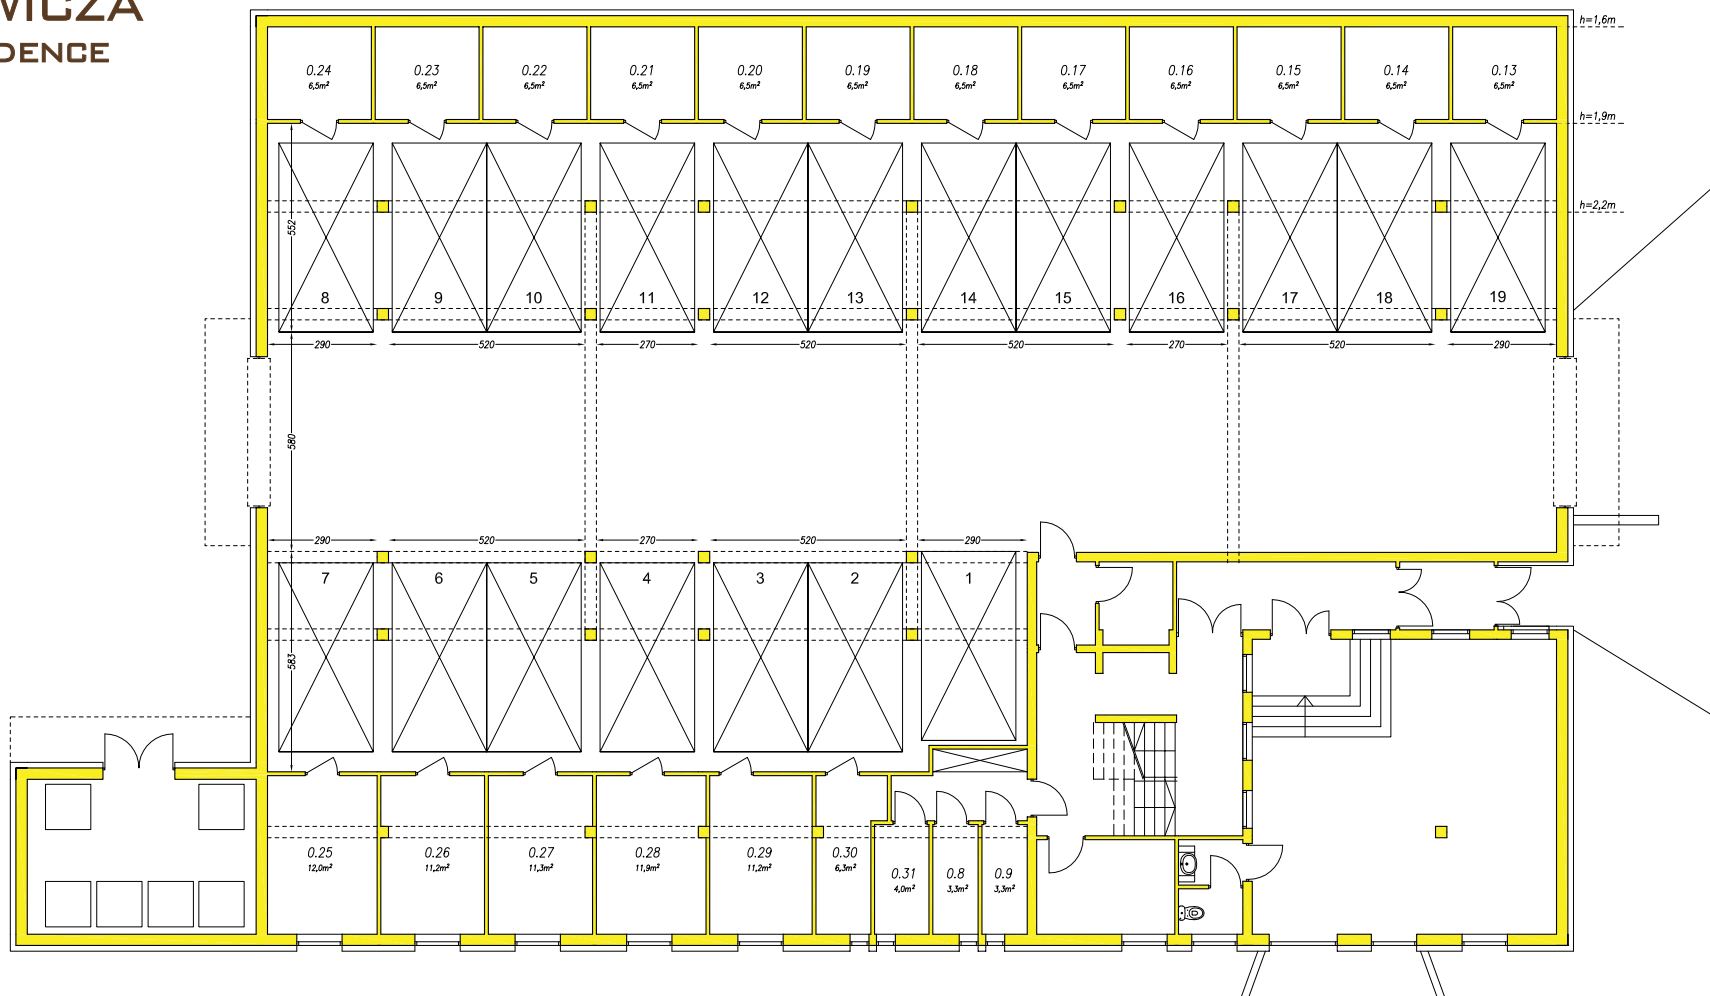 WICZA
DENCE
h=1,6m
0.24 0.23 0.22 0.21 0.20 0.19 0.18 0.17 0.16 0.15 0.14 0.13
6,5m² 6,5m² 6,5m² 6,5m² 6,5m² 6,5m² 6,5m² 6,5m² 6,5m² 6,5m² 6,5m² 6,5m²
h=1,9m
h=2,2m
552
8 9 10 11 12 13 14 15 16 17 18 19
290 520 270 520 520 270 520 290
580
290 520 270 520 290
7 6 5 4 3 2 1
583
0.25 0.26 0.27 0.28 0.29 0.30
12,0m² 11,2m² 11,3m² 11,9m² 11,2m² 6,3m²
0.31 0.8 0.9
4,0m² 3,3m² 3,3m²